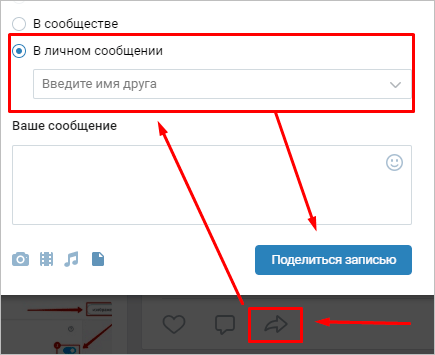 В сообществе
В личном сообщении
Введите имя друга
Ваше сообщение
Поделиться записью